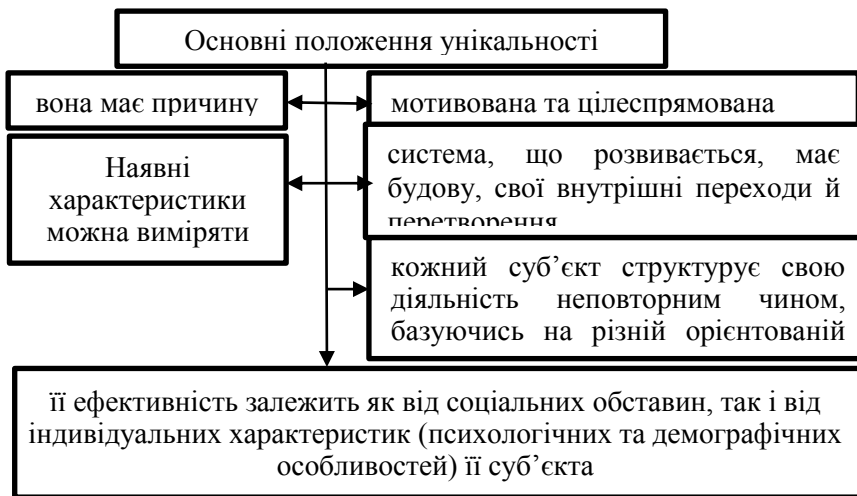 Основні положення унікальності
вона має причину
мотивована та цілеспрямована
Наявні
характеристики
можна виміряти
система, що розвивається, має
будову, свої внутрішні переходи й
перетворення
кожний суб’єкт структурує свою
діяльність неповторним чином,
базуючись на різній орієнтованій
її ефективність залежить як від соціальних обставин, так і від
індивідуальних характеристик (психологічних та демографічних
особливостей) її суб’єкта